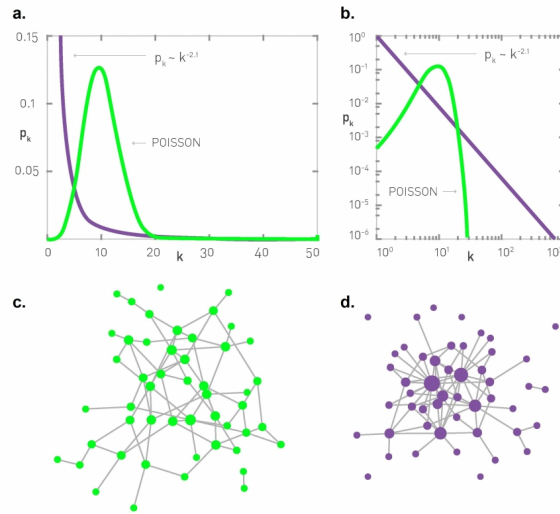 a.
0.15
0.1
0.05
p_k
p_k ~ k^-2.1
POISSON
0 10 20 30 40 50
k
b.
10^0
10^-1
10^-2
10^-3
10^-4
10^-5
10^-6
p_k
p_k ~ k^-2.1
POISSON
10^0 10^1 10^2 10^3
k
c.
d.